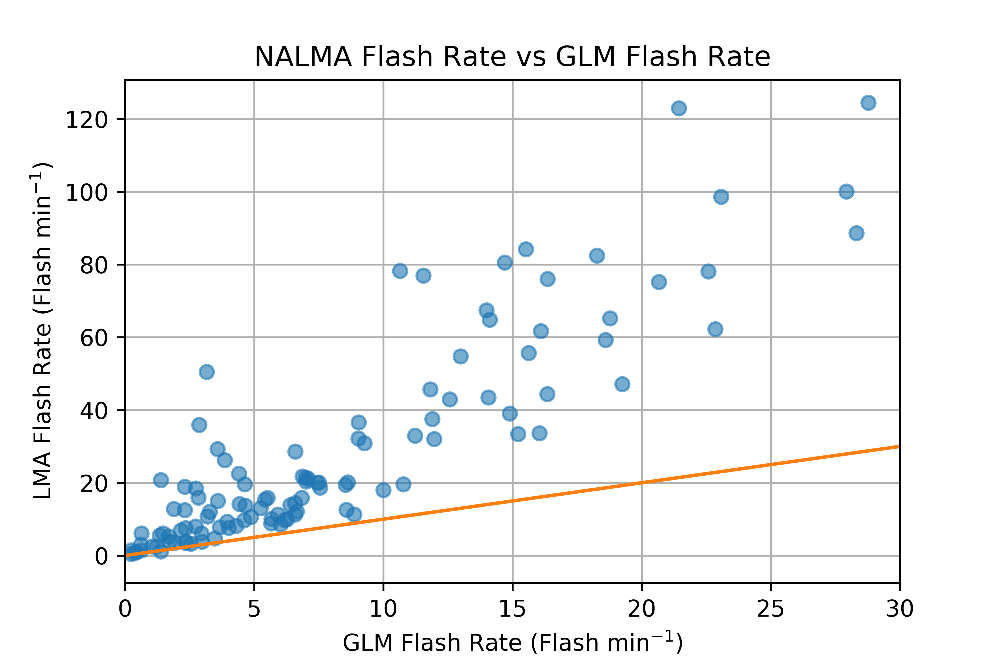 NALMA Flash Rate vs GLM Flash Rate
LMA Flash Rate (Flash min⁻¹)
120
100
80
60
40
20
0
0 5 10 15 20 25 30
GLM Flash Rate (Flash min⁻¹)